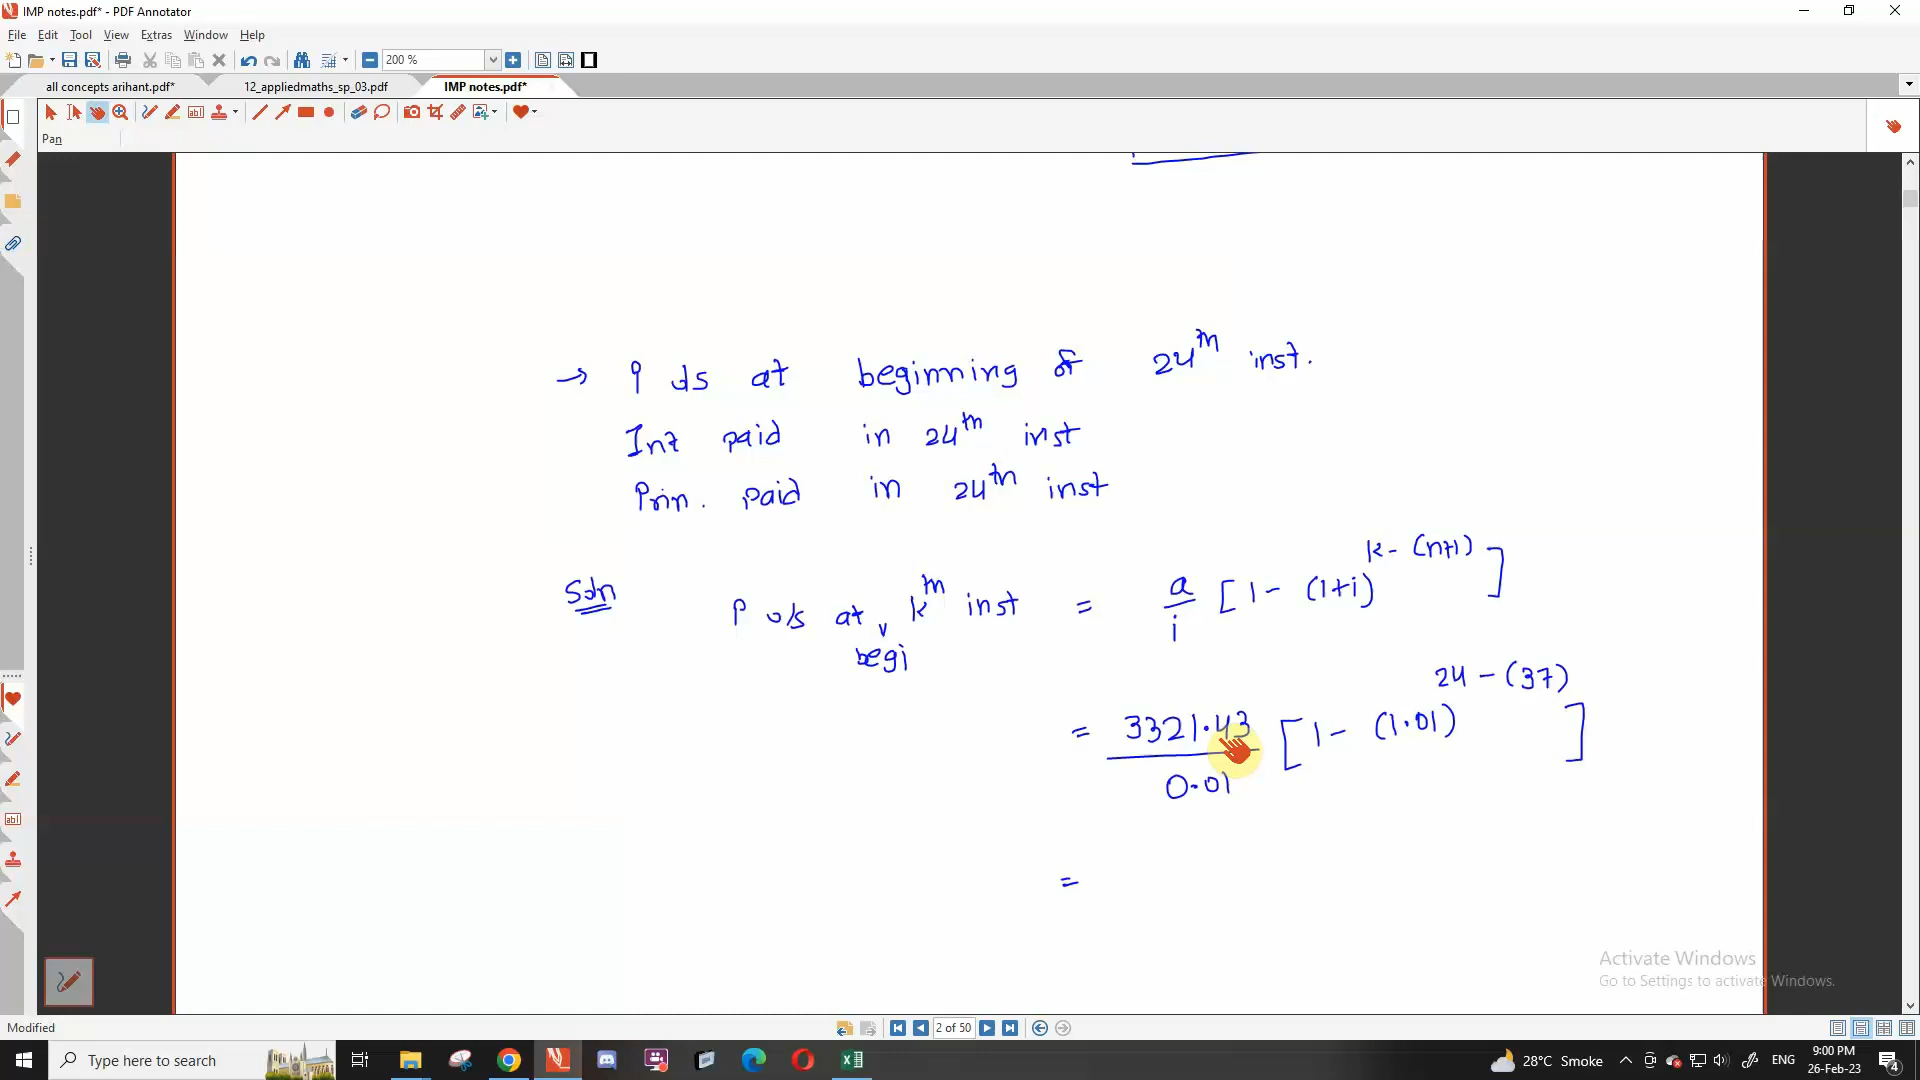 IMP notes.pdf* - PDF Annotator
File Edit Tool View Extras Window Help
200 %
all concepts arihant.pdf* 12_appliedmaths_sp_03.pdf IMP notes.pdf*
Pan
→ P o/s at beginning of 24th inst.
Int paid in 24th inst
Prin. paid in 24th inst
Soln P o/s at begi kth inst = a/i [1 - (1+i)^k-(n+1)]
= 3321.43/0.01 [1 - (1.01)^24-(37)]
=
Activate Windows
Go to Settings to activate Windows.
Modified 2 of 50
Type here to search 28°C Smoke ENG 9:00 PM
26-Feb-23 4